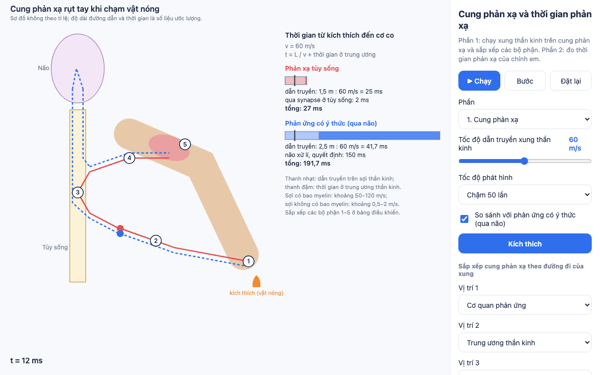 Cung phản xạ rụt tay khi chạm vật nóng
Sơ đồ không theo tỉ lệ; độ dài đường dẫn và thời gian là số liệu ước lượng.
Não
Tủy sống
1
2
3
4
5
kích thích (vật nóng)
t = 12 ms
Thời gian từ kích thích đến cơ co
v = 60 m/s
t = L / v + thời gian ở trung ương
Phản xạ tủy sống
dẫn truyền: 1,5 m : 60 m/s = 25 ms
qua synapse ở tủy sống: 2 ms
tổng: 27 ms
Phản ứng có ý thức (qua não)
dẫn truyền: 2,5 m : 60 m/s = 41,7 ms
não xử lí, quyết định: 150 ms
tổng: 191,7 ms
Thanh nhạt: dẫn truyền trên sợi thần kinh;
thanh đậm: thời gian ở trung ương thần kinh.
Sợi có bao myelin: khoảng 50–120 m/s;
sợi không có bao myelin: khoảng 0,5–2 m/s.
Sắp xếp các bộ phận 1–5 ở bảng điều khiển.
Cung phản xạ và thời gian phản
xạ
Phần 1: chạy xung thần kinh trên cung phản
xạ và sắp xếp các bộ phận. Phần 2: đo thời
gian phản xạ của chính em.
Chạy
Bước
Đặt lại
Phần
1. Cung phản xạ
Tốc độ dẫn truyền xung thần
kinh
60
m/s
Tốc độ phát hình
Chậm 50 lần
So sánh với phản ứng có ý thức
(qua não)
Kích thích
Sắp xếp cung phản xạ theo đường đi của
xung
Vị trí 1
Cơ quan phản ứng
Vị trí 2
Trung ương thần kinh
Vị trí 3